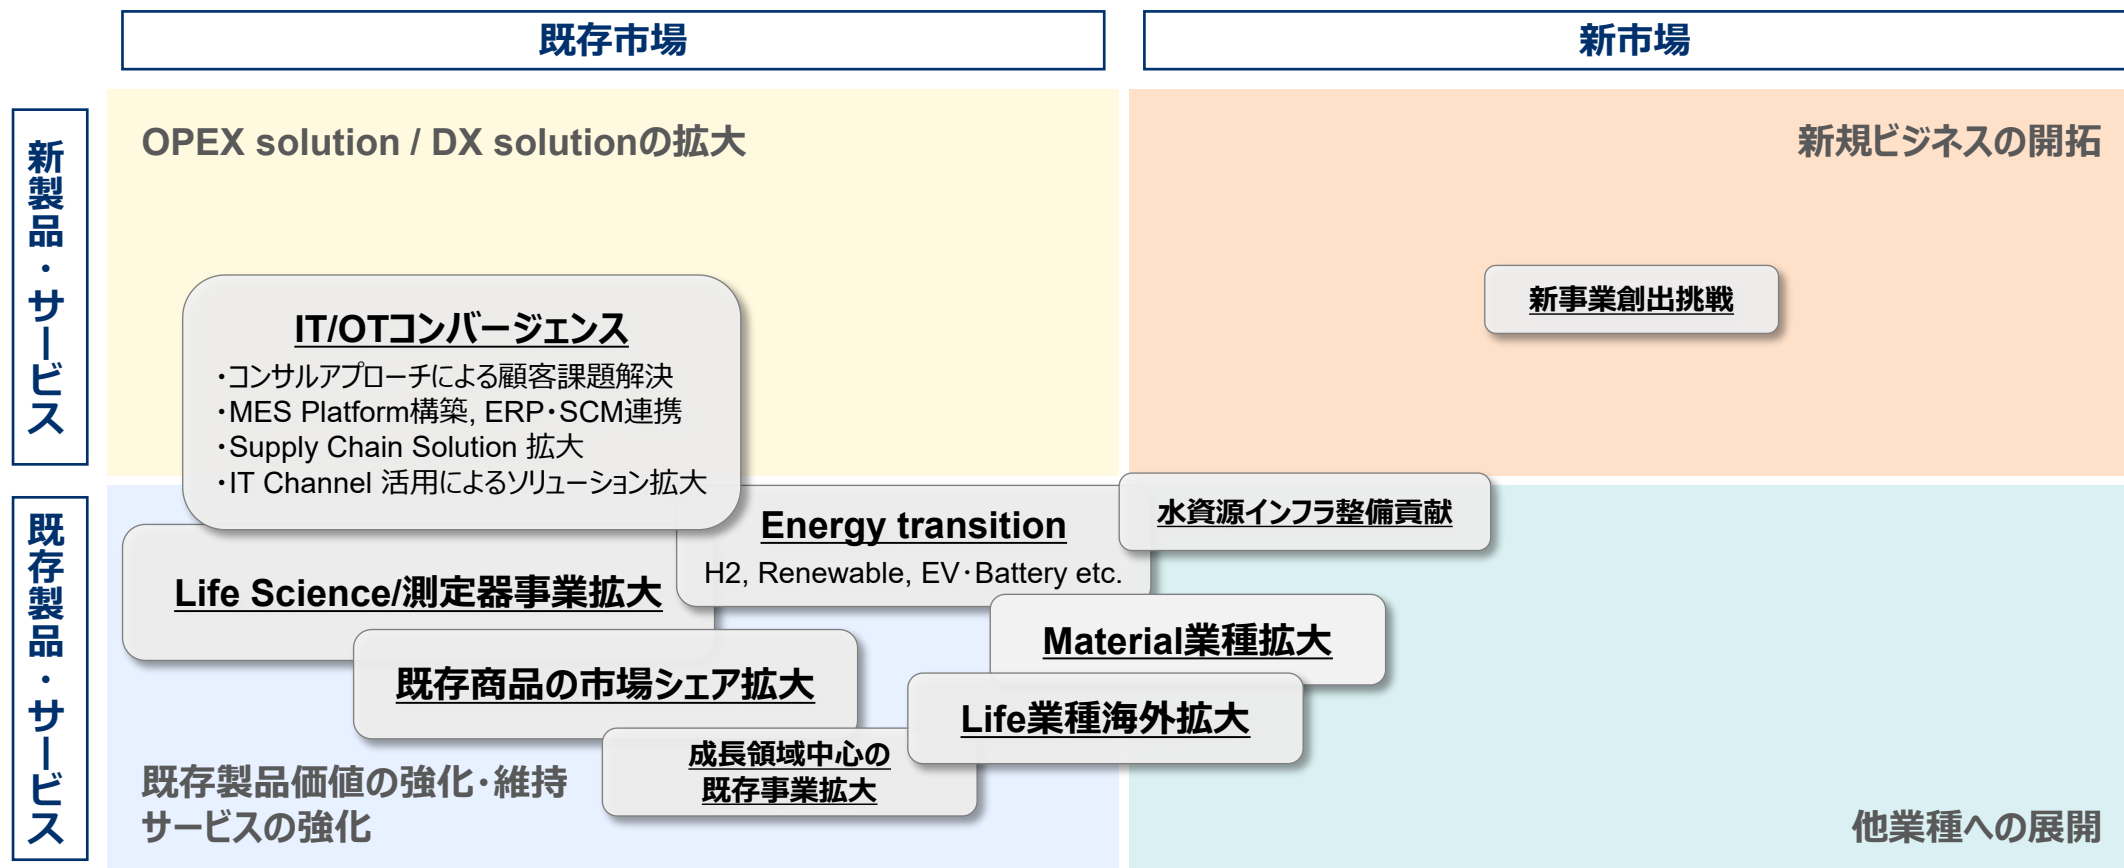 既存市場
新市場
新製品・サービス
OPEX solution / DX solutionの拡大
新規ビジネスの開拓
IT/OTコンバージェンス
・コンサルアプローチによる顧客課題解決
・MES Platform構築, ERP・SCM連携
・Supply Chain Solution 拡大
・IT Channel 活用によるソリューション拡大
新事業創出挑戦
既存製品・サービス
Energy transition
H2, Renewable, EV・Battery etc.
水資源インフラ整備貢献
Life Science/測定器事業拡大
Material業種拡大
既存商品の市場シェア拡大
Life業種海外拡大
成長領域中心の
既存事業拡大
既存製品価値の強化・維持
サービスの強化
他業種への展開